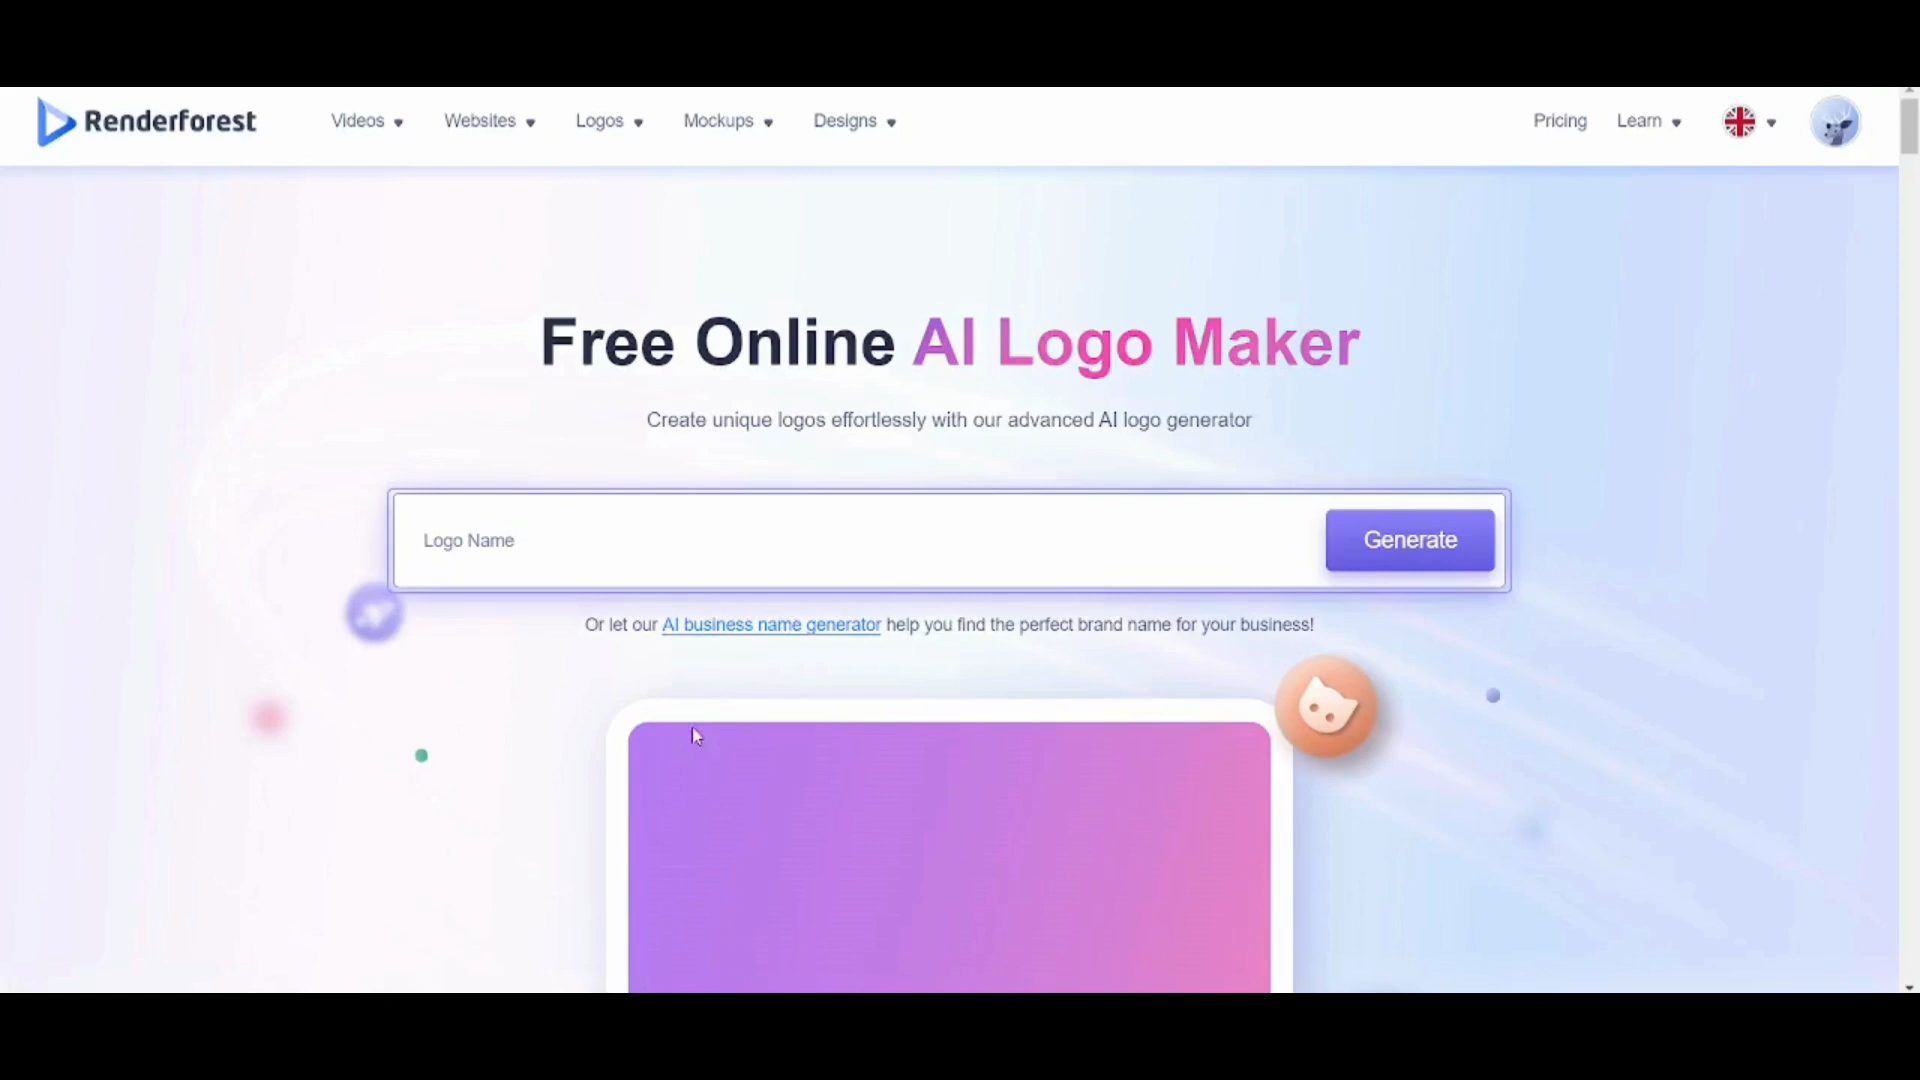 Renderforest
Videos
Websites
Logos
Mockups
Designs
Pricing
Learn
Free Online AI Logo Maker
Create unique logos effortlessly with our advanced AI logo generator
Logo Name
Generate
Or let our AI business name generator help you find the perfect brand name for your business!